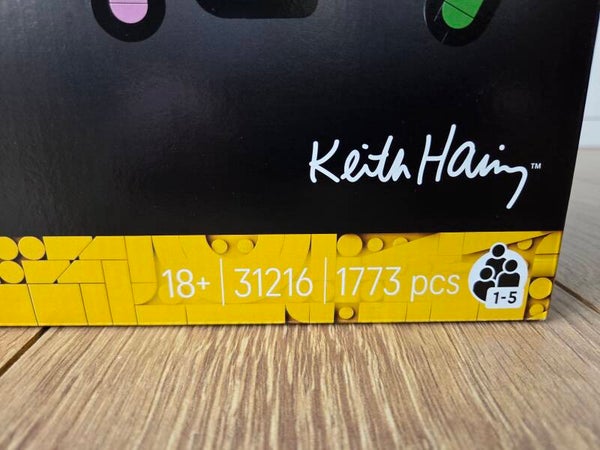 Keith Haring™
18+ | 31216 | 1773 pcs
1-5